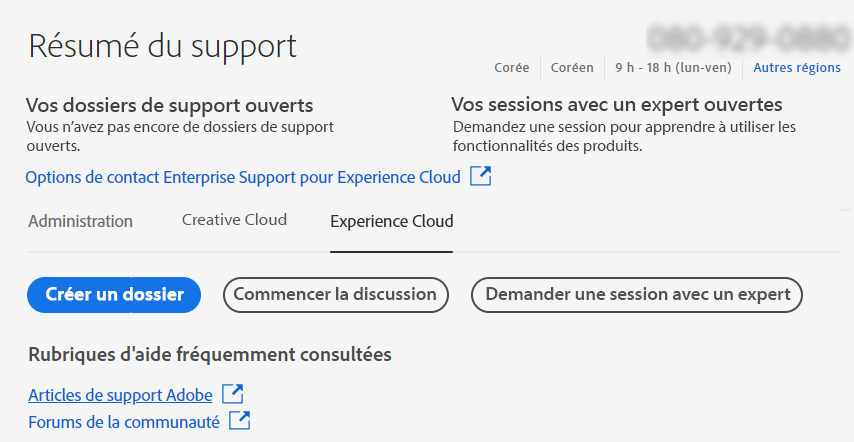 Résumé du support
Corée
Coréen
9 h - 18 h (lun-ven)
Autres régions
Vos dossiers de support ouverts
Vous n’avez pas encore de dossiers de support
ouverts.
Vos sessions avec un expert ouvertes
Demandez une session pour apprendre à utiliser les
fonctionnalités des produits.
Options de contact Enterprise Support pour Experience Cloud
Administration
Creative Cloud
Experience Cloud
Créer un dossier
Commencer la discussion
Demander une session avec un expert
Rubriques d'aide fréquemment consultées
Articles de support Adobe
Forums de la communauté